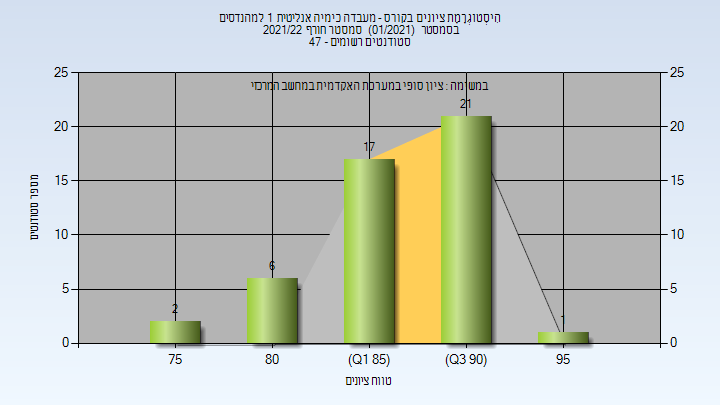 היסטוגרמת ציונים בקורס - מעבדה כימיה אנליטית 1 למהנדסים
בסמסטר (01/2021) סמסטר חורף 2021/22
סטודנטים רשומים - 47
במשימה : ציון סופי במערכת האקדמית במחשב המרכזי
25 25
20 20
15 15
10 10
5 5
0 0
מספר סטודנטים
2
6
17
21
1
75
80
(Q1 85)
(Q3 90)
95
טווח ציונים